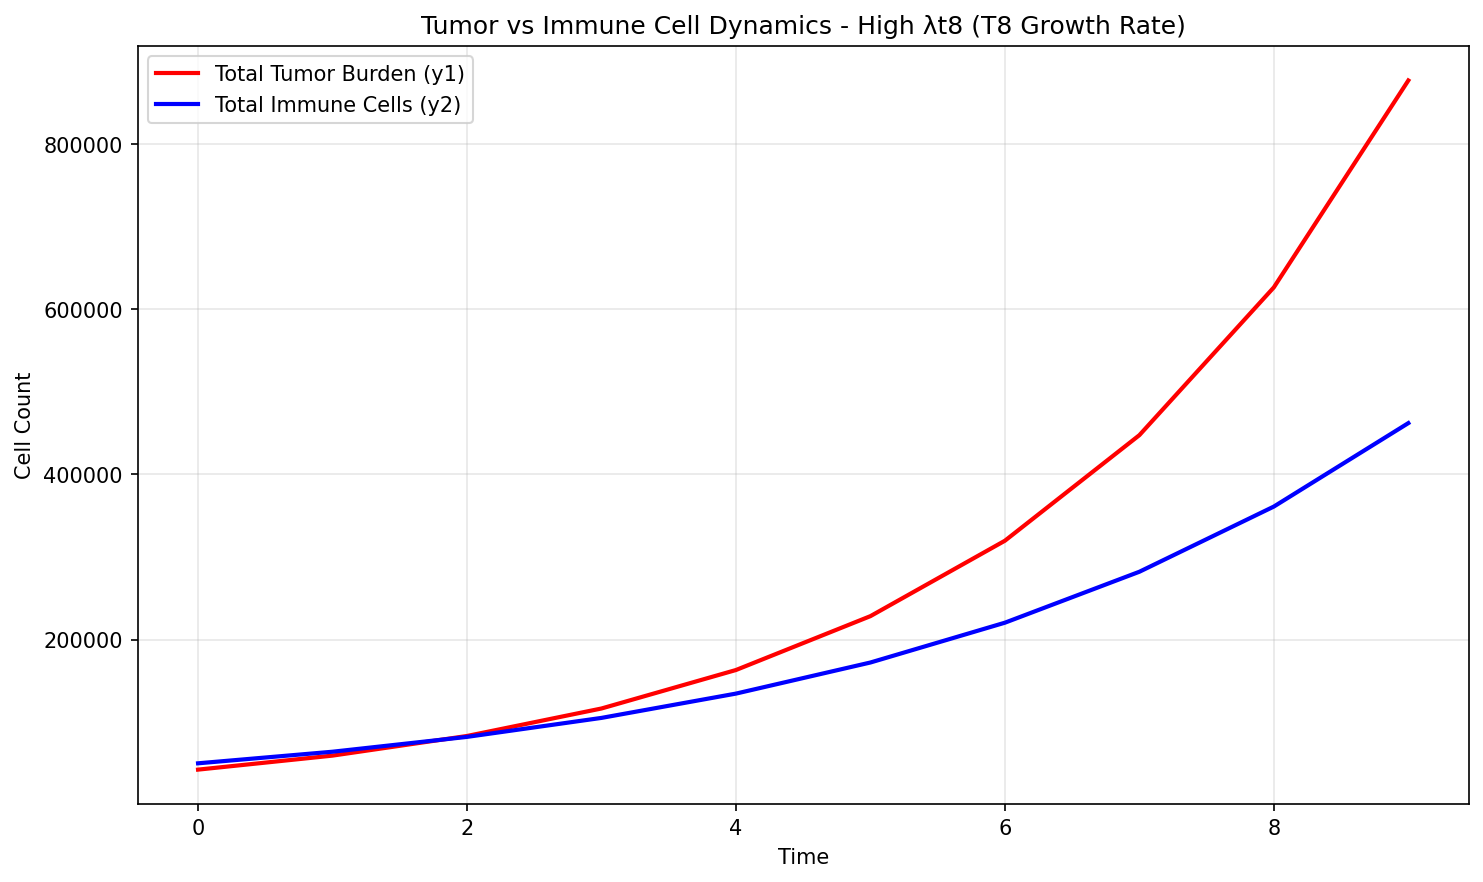 Tumor vs Immune Cell Dynamics - High λt8 (T8 Growth Rate)
Total Tumor Burden (y1)
Total Immune Cells (y2)
800000
600000
400000
200000
Cell Count
0 2 4 6 8
Time